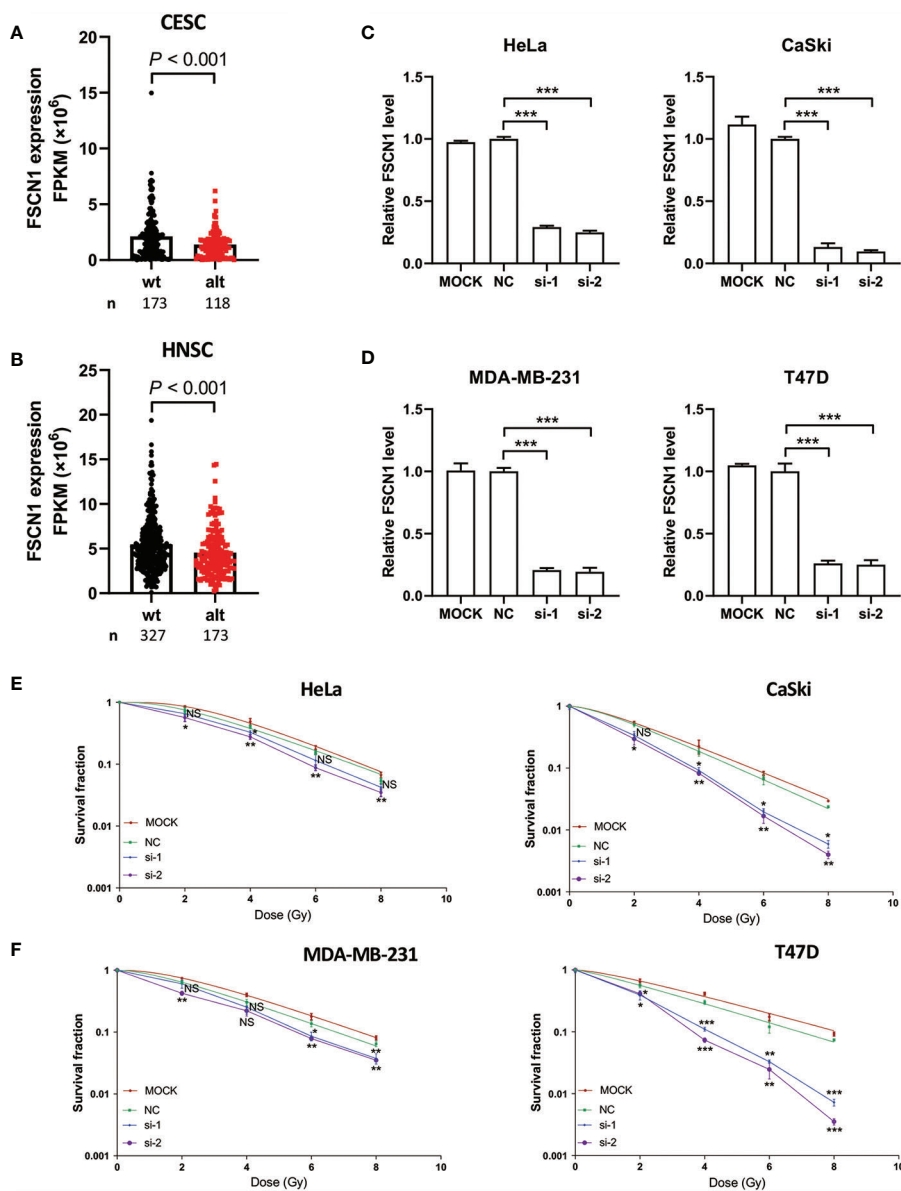 A
CESC
FSCN1 expression
FPKM (×10⁶)
20
15
10
5
0
P < 0.001
wt
alt
n
173
118
B
HNSC
FSCN1 expression
FPKM (×10⁶)
25
20
15
10
5
0
P < 0.001
wt
alt
n
327
173
C
HeLa
Relative FSCN1 level
1.5
1.0
0.5
0.0
***
***
MOCK
NC
si-1
si-2
CaSki
Relative FSCN1 level
1.5
1.0
0.5
0.0
***
***
MOCK
NC
si-1
si-2
D
MDA-MB-231
Relative FSCN1 level
1.5
1.0
0.5
0.0
***
***
MOCK
NC
si-1
si-2
T47D
Relative FSCN1 level
1.5
1.0
0.5
0.0
***
***
MOCK
NC
si-1
si-2
E
HeLa
Survival fraction
1
0.1
0.01
0.001
NS
*
*
**
NS
**
NS
**
MOCK
NC
si-1
si-2
0
2
4
6
8
10
Dose (Gy)
CaSki
Survival fraction
1
0.1
0.01
0.001
NS
*
*
**
*
**
*
**
MOCK
NC
si-1
si-2
0
2
4
6
8
10
Dose (Gy)
F
MDA-MB-231
Survival fraction
1
0.1
0.01
0.001
NS
**
NS
NS
*
**
**
**
MOCK
NC
si-1
si-2
0
2
4
6
8
10
Dose (Gy)
T47D
Survival fraction
1
0.1
0.01
0.001
*
*
***
***
**
**
***
***
MOCK
NC
si-1
si-2
0
2
4
6
8
10
Dose (Gy)